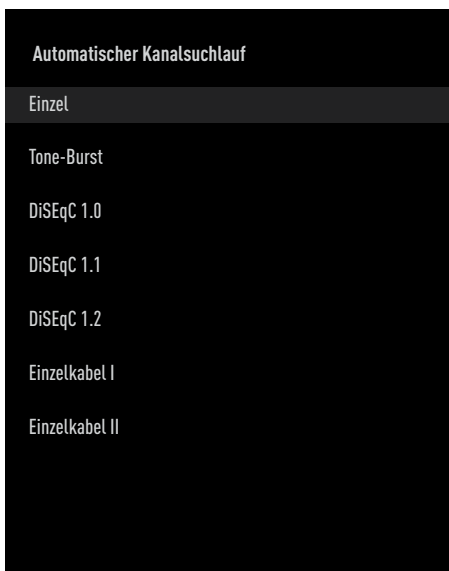 Automatischer Kanalsuchlauf
Einzel
Tone-Burst
DiSEqC 1.0
DiSEqC 1.1
DiSEqC 1.2
Einzelkabel I
Einzelkabel II